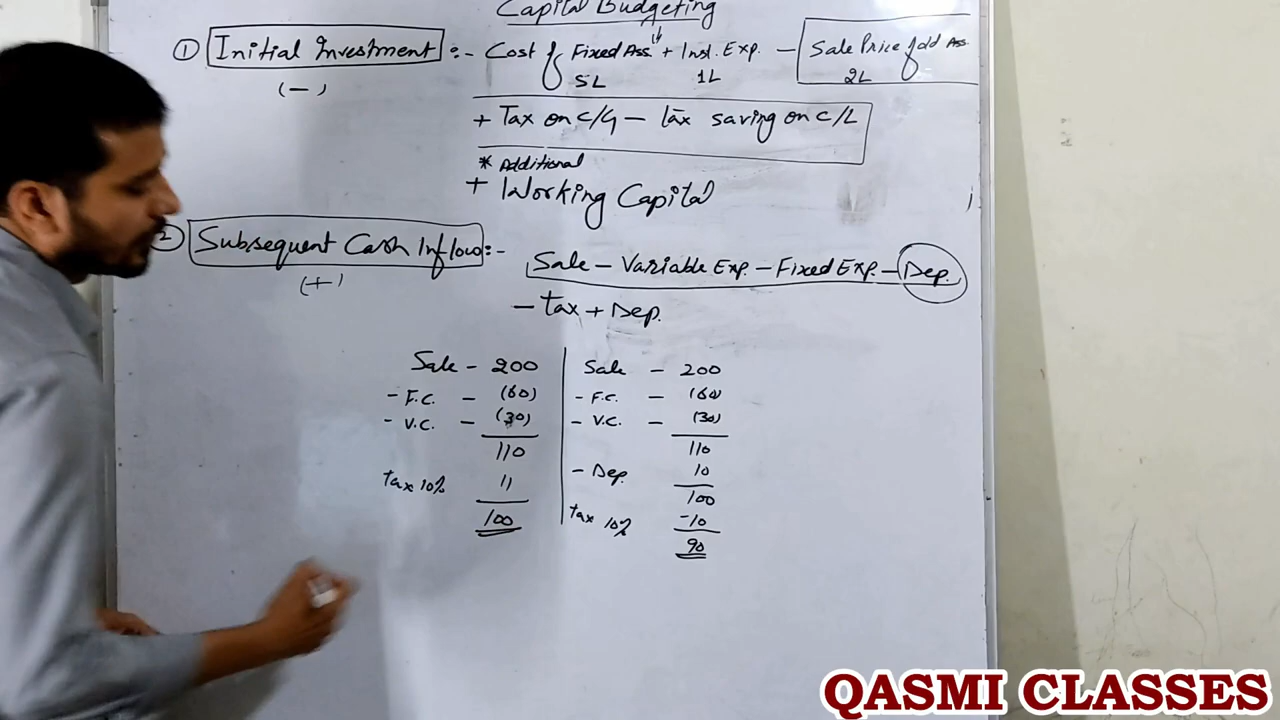 Capital Budgeting
① Initial Investment :- Cost of Fixed Ass. + Inst. Exp. - Sale Price of old Ass.
(-) 5L 1L 2L
+ Tax on C/G - Tax saving on C/L
* Additional
+ Working Capital
② Subsequent Cash Inflow :-
(+)
Sale - Variable Exp. - Fixed Exp. - Dep.
- Tax + Dep.
Sale - 200
- F.C. - (60)
- V.C. - (30)
110
tax 10% 11
100
Sale - 200
- F.C. - (60)
- V.C. - (30)
110
- Dep. 10
100
tax 10% -10
90
QASMI CLASSES